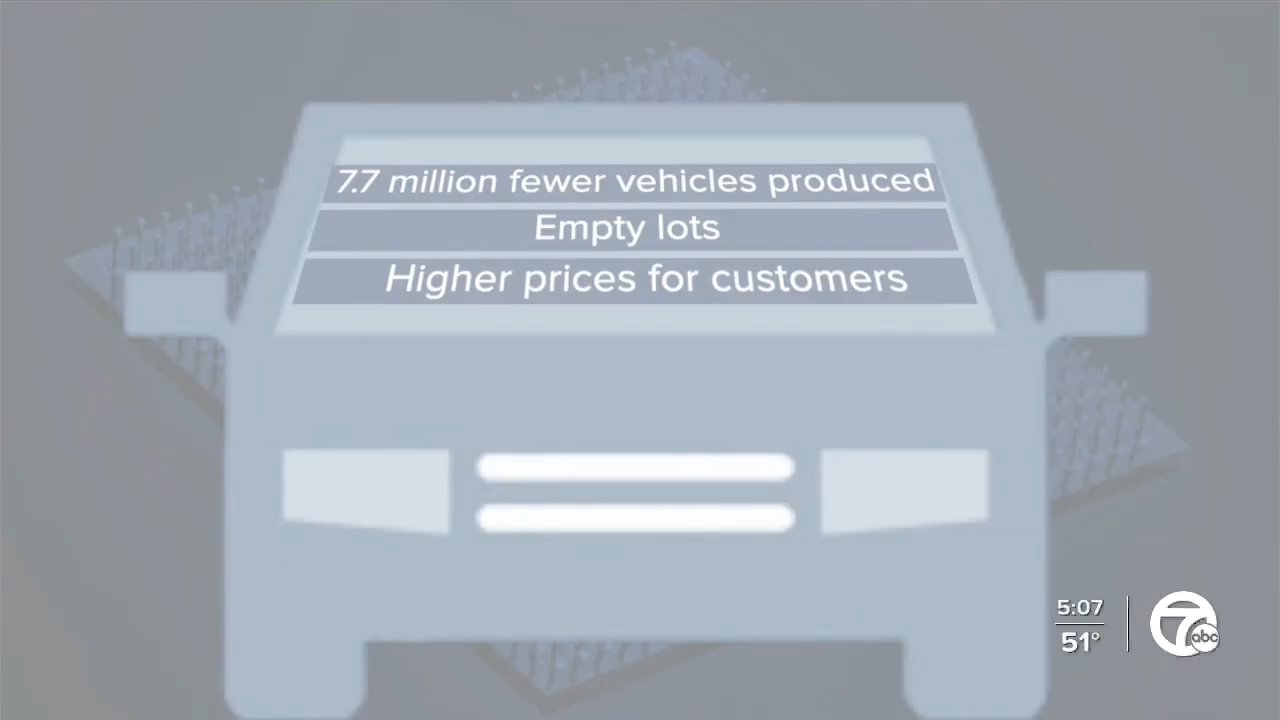 7.7 million fewer vehicles produced
Empty lots
Higher prices for customers
5:07
51°
7
abc